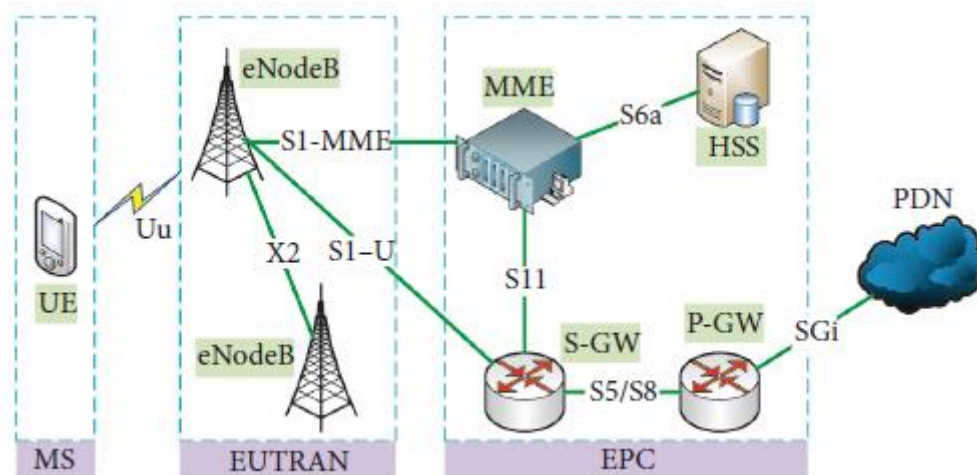 eNodeB
MME
S1-MME
S6a
HSS
PDN
Uu
X2
S1–U
S11
UE
eNodeB
S-GW
P-GW
SGi
S5/S8
MS
EUTRAN
EPC